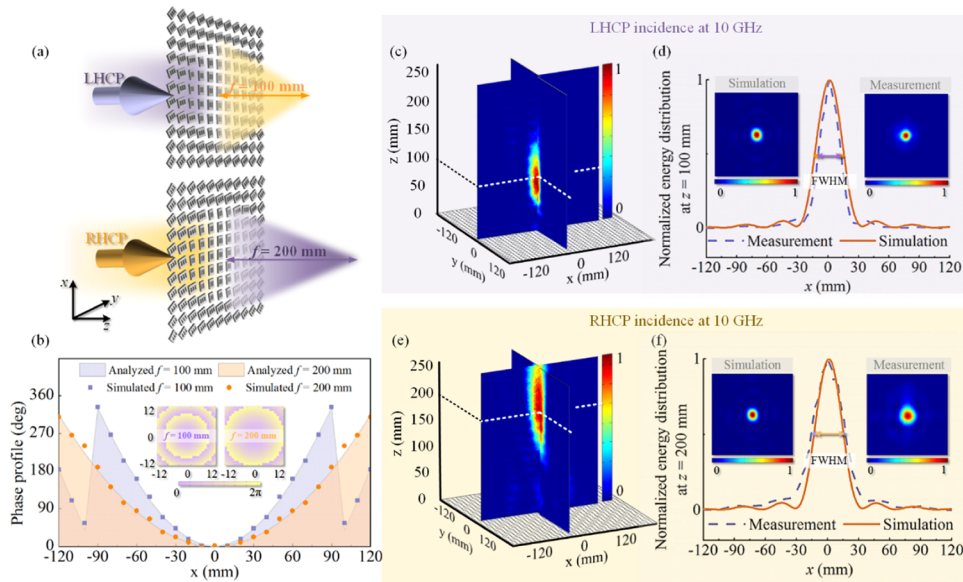 (a)
LHCP
f = 100 mm
RHCP
f = 200 mm
x
y
z
(b)
Analyzed f = 100 mm
Analyzed f = 200 mm
Simulated f = 100 mm
Simulated f = 200 mm
Phase profile (deg)
360
270
180
90
0
12
0
-12
f = 100 mm
f = 200 mm
-12 0 12
-12 0 12
0
2π
-120 -90 -60 -30 0 30 60 90 120
x (mm)
LHCP incidence at 10 GHz
(c)
z (mm)
250
200
150
100
50
0
1
0
-120
0
120
y (mm)
-120
0
120
x (mm)
(d)
Normalized energy distribution
at z = 100 mm
1
0
Simulation
Measurement
0 1
0 1
FWHM
Measurement
Simulation
-120 -90 -60 -30 0 30 60 90 120
x (mm)
RHCP incidence at 10 GHz
(e)
z (mm)
250
200
150
100
50
0
1
0
-120
0
120
y (mm)
-120
0
120
x (mm)
(f)
Normalized energy distribution
at z = 200 mm
1
0
Simulation
Measurement
0 1
0 1
FWHM
Measurement
Simulation
-120 -90 -60 -30 0 30 60 90 120
x (mm)